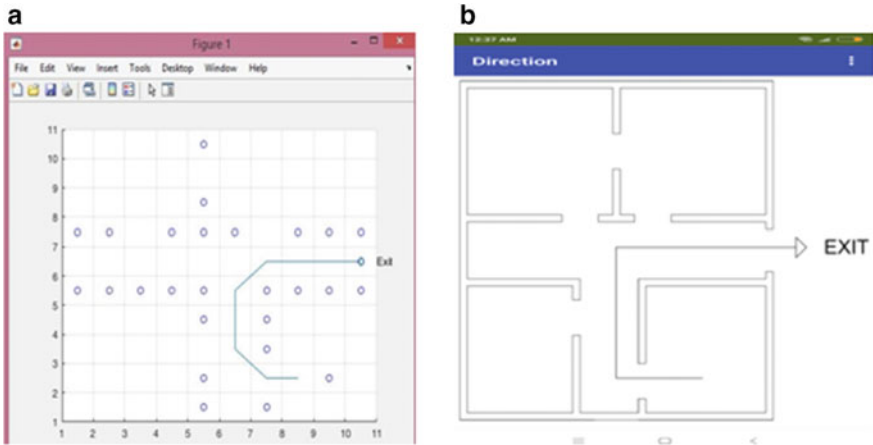 a
Figure 1
File Edit View Insert Tools Desktop Window Help
11
10
9
8
7
6
5
4
3
2
1
1 2 3 4 5 6 7 8 9 10 11
Exit
b
12:37 AM
Direction
EXIT